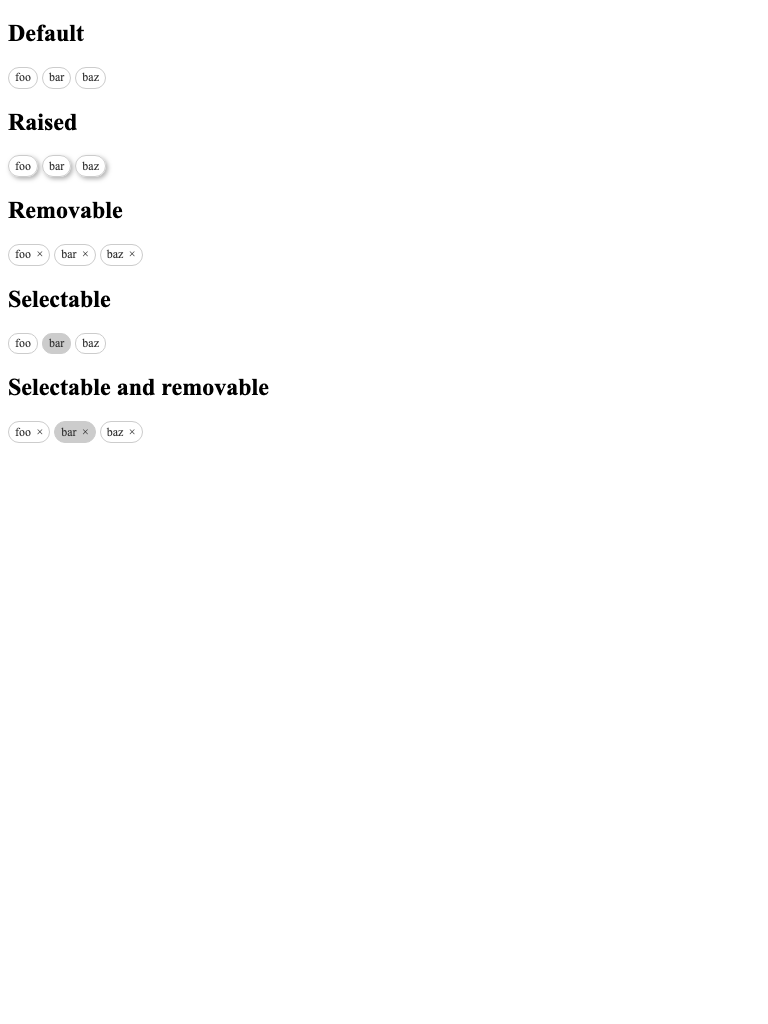 Default
foo bar baz
Raised
foo bar baz
Removable
foo × bar × baz ×
Selectable
foo bar baz
Selectable and removable
foo × bar × baz ×